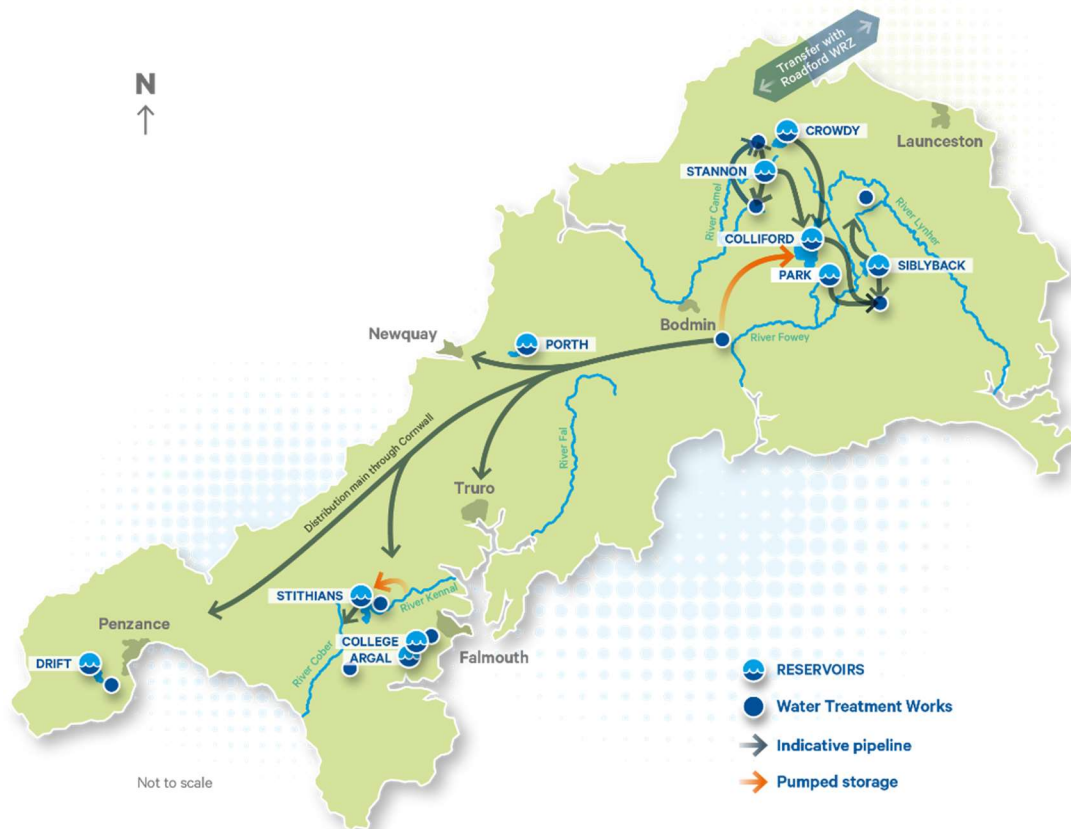 Transfer with
Roadford WRZ
N
CROWDY
Launceston
STANNON
River Camel
River Lynher
COLLIFORD
SIBLYBACK
PARK
Bodmin
Newquay
PORTH
River Fowey
Distribution main through Cornwall
River Fal
Truro
STITHIANS
River Kennal
Penzance
COLLEGE
ARGAL
Falmouth
DRIFT
River Cober
RESERVOIRS
Water Treatment Works
Indicative pipeline
Not to scale
Pumped storage